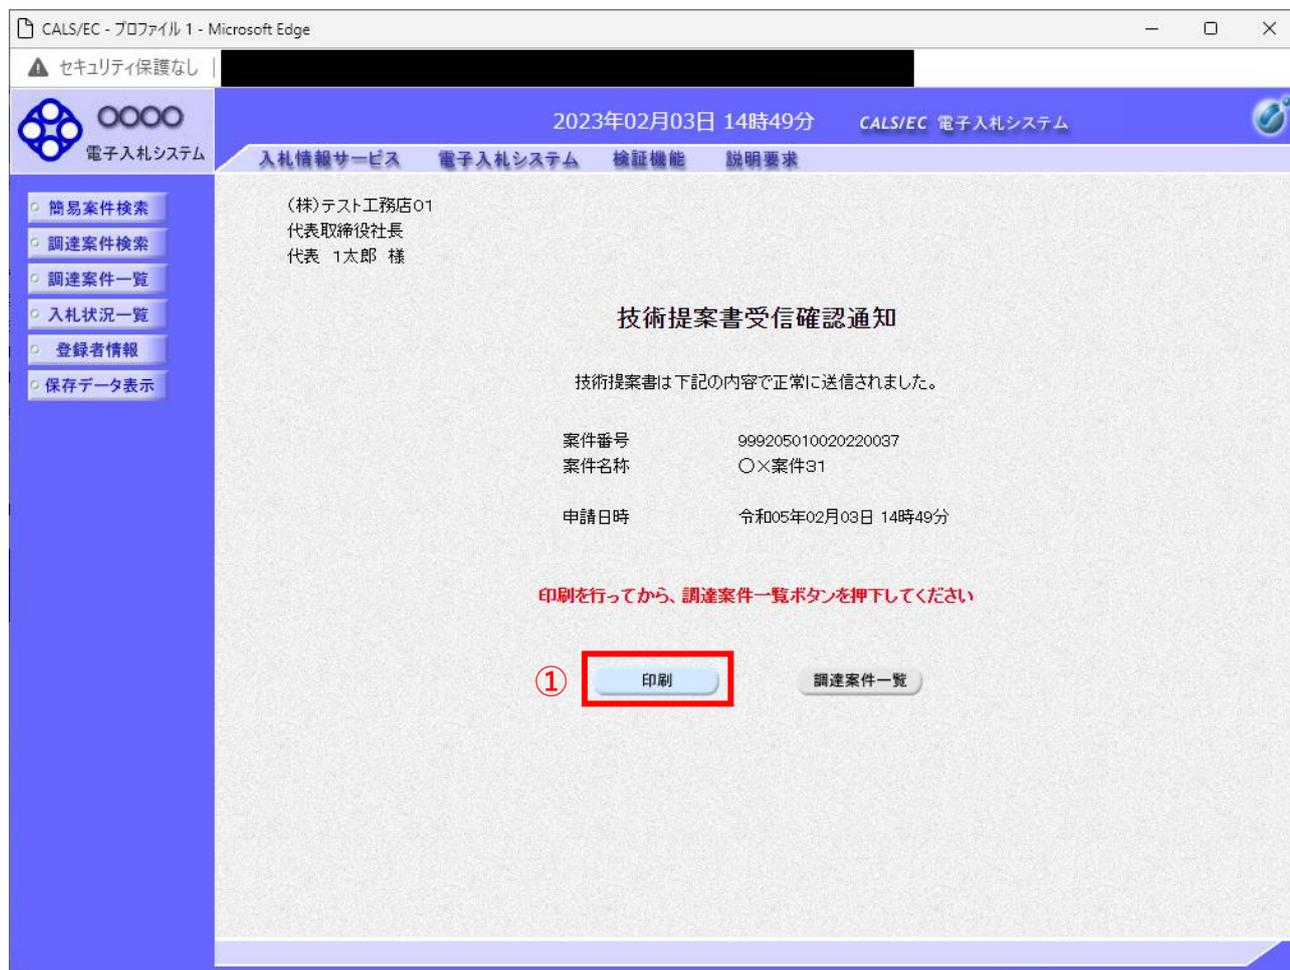 CALS/EC - プロファイル 1 - Microsoft Edge
セキュリティ保護なし
〇〇〇〇
電子入札システム
2023年02月03日 14時49分
CALS/EC 電子入札システム
入札情報サービス 電子入札システム 検証機能 説明要求
簡易案件検索
調達案件検索
調達案件一覧
入札状況一覧
登録者情報
保存データ表示
(株)テスト工務店01
代表取締役社長
代表 1太郎 様
技術提案書受信確認通知
技術提案書は下記の内容で正常に送信されました。
案件番号 999205010020220037
案件名称 〇×案件31
申請日時 令和05年02月03日 14時49分
印刷を行ってから、調達案件一覧ボタンを押下してください
① 印刷 調達案件一覧